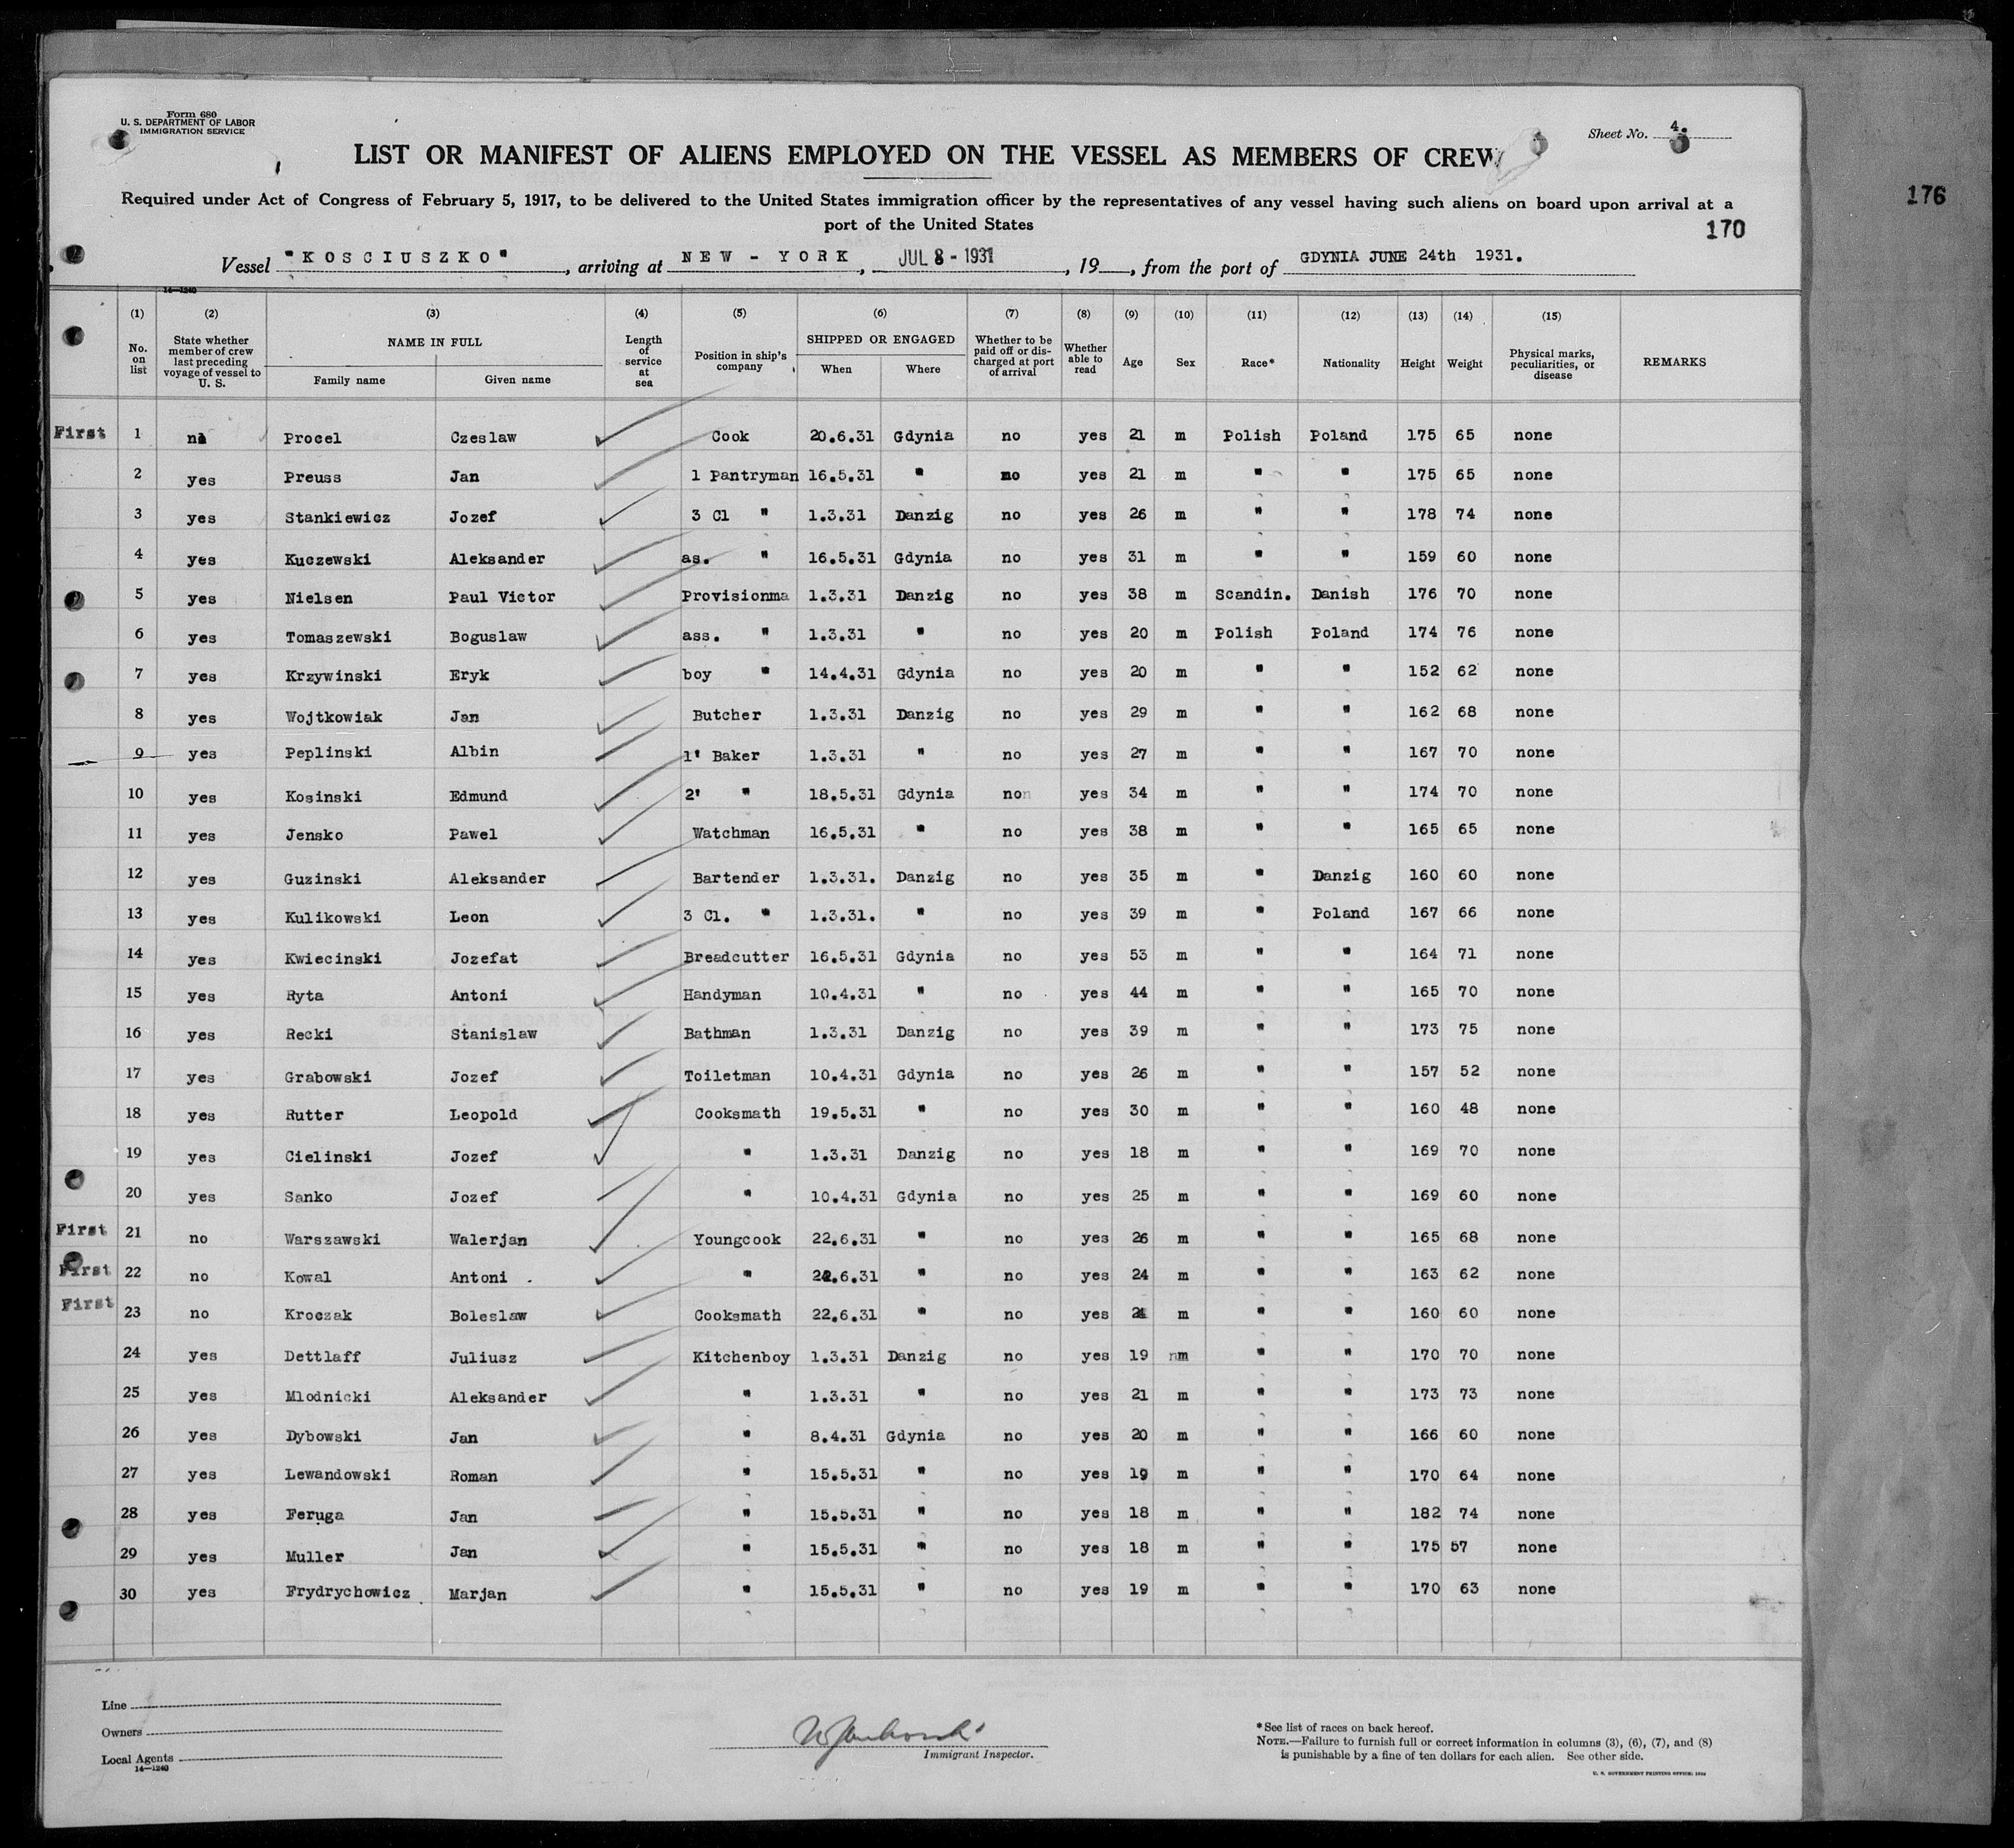 176
Form 680
U. S. DEPARTMENT OF LABOR
IMMIGRATION SERVICE
Sheet No. 4.
LIST OR MANIFEST OF ALIENS EMPLOYED ON THE VESSEL AS MEMBERS OF CREW
Required under Act of Congress of February 5, 1917, to be delivered to the United States immigration officer by the representatives of any vessel having such aliens on board upon arrival at a
port of the United States
170
Vessel "KOSCIUSZKO", arriving at NEW - YORK, JUL 8 - 1931, 19__, from the port of GDYNIA JUNE 24th 1931.
14—1240
(1) (2) (3) (4) (5) (6) (7) (8) (9) (10) (11) (12) (13) (14) (15)
No. on list | State whether member of crew last preceding voyage of vessel to U. S. | NAME IN FULL Family name Given name | Length of service at sea | Position in ship's company | SHIPPED OR ENGAGED When Where | Whether to be paid off or discharged at port of arrival | Whether able to read | Age | Sex | Race* | Nationality | Height | Weight | Physical marks, peculiarities, or disease | REMARKS
First 1 Procel Czeslaw Cook 20.6.31 Gdynia no yes 21 m Polish Poland 175 65 none
2 yes Preuss Jan 1 Pantryman 16.5.31 " no yes 21 m " " 175 65 none
3 yes Stankiewicz Jozef 3 Cl " 1.3.31 Danzig no yes 26 m " " 178 74 none
4 yes Kuczewski Aleksander as. " 16.5.31 Gdynia no yes 31 m " " 159 60 none
5 yes Nielsen Paul Victor Provisionma 1.3.31 Danzig no yes 38 m Scandin. Danish 176 70 none
6 yes Tomaszewski Boguslaw ass. " 1.3.31 " no yes 20 m Polish Poland 174 76 none
7 yes Krzywinski Eryk boy " 14.4.31 Gdynia no yes 20 m " " 152 62 none
8 yes Wojtkowiak Jan Butcher 1.3.31 Danzig no yes 29 m " " 162 68 none
9 yes Peplinski Albin 1' Baker 1.3.31 " no yes 27 m " " 167 70 none
10 yes Kosinski Edmund 2' " 18.5.31 Gdynia non yes 34 m " " 174 70 none
11 yes Jensko Pawel Watchman 16.5.31 " no yes 38 m " " 165 65 none
12 yes Guzinski Aleksander Bartender 1.3.31. Danzig no yes 35 m " Danzig 160 60 none
13 yes Kulikowski Leon 3 Cl. " 1.3.31. " no yes 39 m " Poland 167 66 none
14 yes Kwiecinski Jozefat Breadcutter 16.5.31 Gdynia no yes 53 m " " 164 71 none
15 yes Ryta Antoni Handyman 10.4.31 " no yes 44 m " " 165 70 none
16 yes Recki Stanislaw Bathman 1.3.31 Danzig no yes 39 m " " 173 75 none
17 yes Grabowski Jozef Toiletman 10.4.31 Gdynia no yes 26 m " " 157 52 none
18 yes Rutter Leopold Cooksmath 19.5.31 " no yes 30 m " " 160 48 none
19 yes Cielinski Jozef " 1.3.31 Danzig no yes 18 m " " 169 70 none
20 yes Sanko Jozef " 10.4.31 Gdynia no yes 25 m " " 169 60 none
First 21 no Warszawski Walerjan Youngcook 22.6.31 " no yes 26 m " " 165 68 none
First 22 no Kowal Antoni . " 22.6.31 " no yes 24 m " " 163 62 none
First 23 no Kroczak Boleslaw Cooksmath 22.6.31 " no yes m " " 160 60 none
24 yes Dettlaff Juliusz Kitchenboy 1.3.31 Danzig no yes 19 nm " " 170 70 none
25 yes Mlodnicki Aleksander " 1.3.31 " no yes 21 m " " 173 73 none
26 yes Dybowski Jan " 8.4.31 Gdynia no yes 20 m " " 166 60 none
27 yes Lewandowski Roman " 15.5.31 " no yes 19 m " " 170 64 none
28 yes Feruga Jan " 15.5.31 " no yes 18 m " " 182 74 none
29 yes Muller Jan " 15.5.31 " no yes 18 m " " 175 57 none
30 yes Frydrychowicz Marjan " 15.5.31 " no yes 19 m " " 170 63 none
Line
Owners
Local Agents
14—1240
Immigrant Inspector.
*See list of races on back hereof.
NOTE.—Failure to furnish full or correct information in columns (3), (6), (7), and (8)
is punishable by a fine of ten dollars for each alien. See other side.